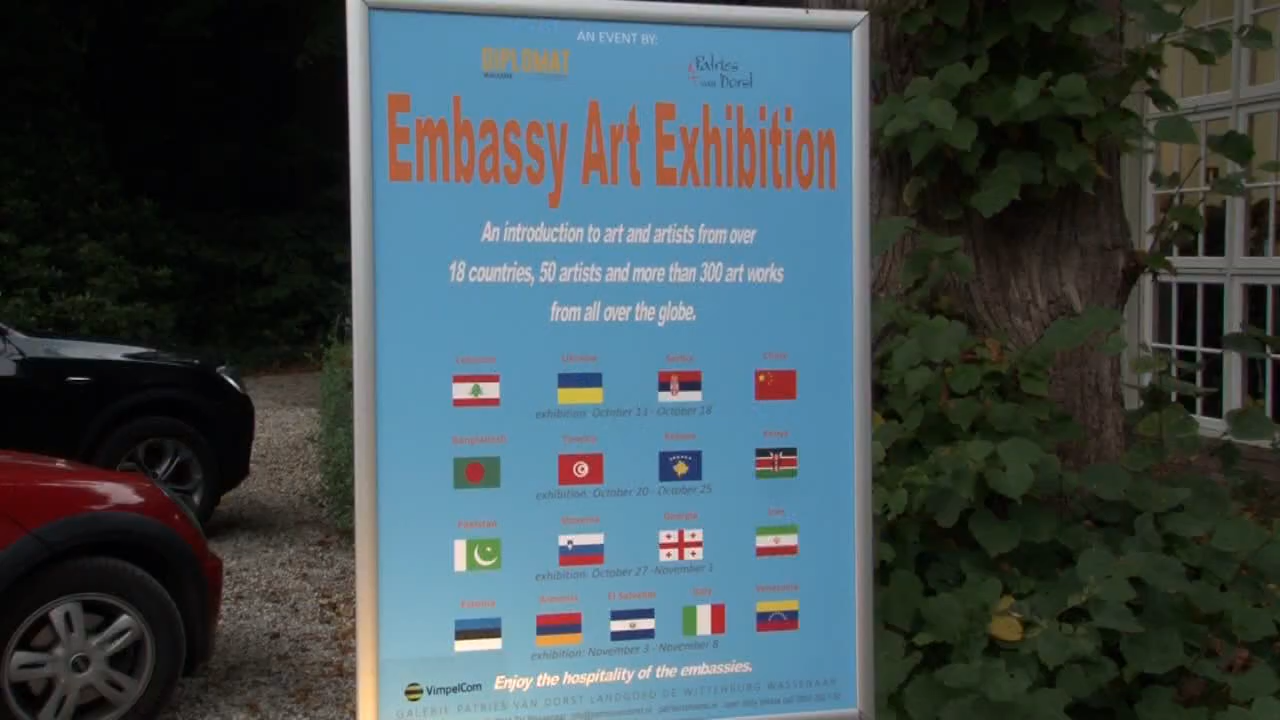 AN EVENT BY:
DIPLOMAT
MAGAZINE
Patries
van Dorst
Embassy Art Exhibition
An introduction to art and artists from over
18 countries, 50 artists and more than 300 art works
from all over the globe.
Lebanon Ukraine Serbia China
exhibition: October 13 - October 18
Bangladesh Tunisia Kosovo Kenya
exhibition: October 20 - October 25
Pakistan Slovenia Georgia Iran
exhibition: October 27 - November 1
Estonia Armenia El Salvador Italy Venezuela
exhibition: November 3 - November 8
Enjoy the hospitality of the embassies.
VimpelCom
GALERIE PATRIES VAN DORST LANDGOED DE WITTENBURG WASSENAAR